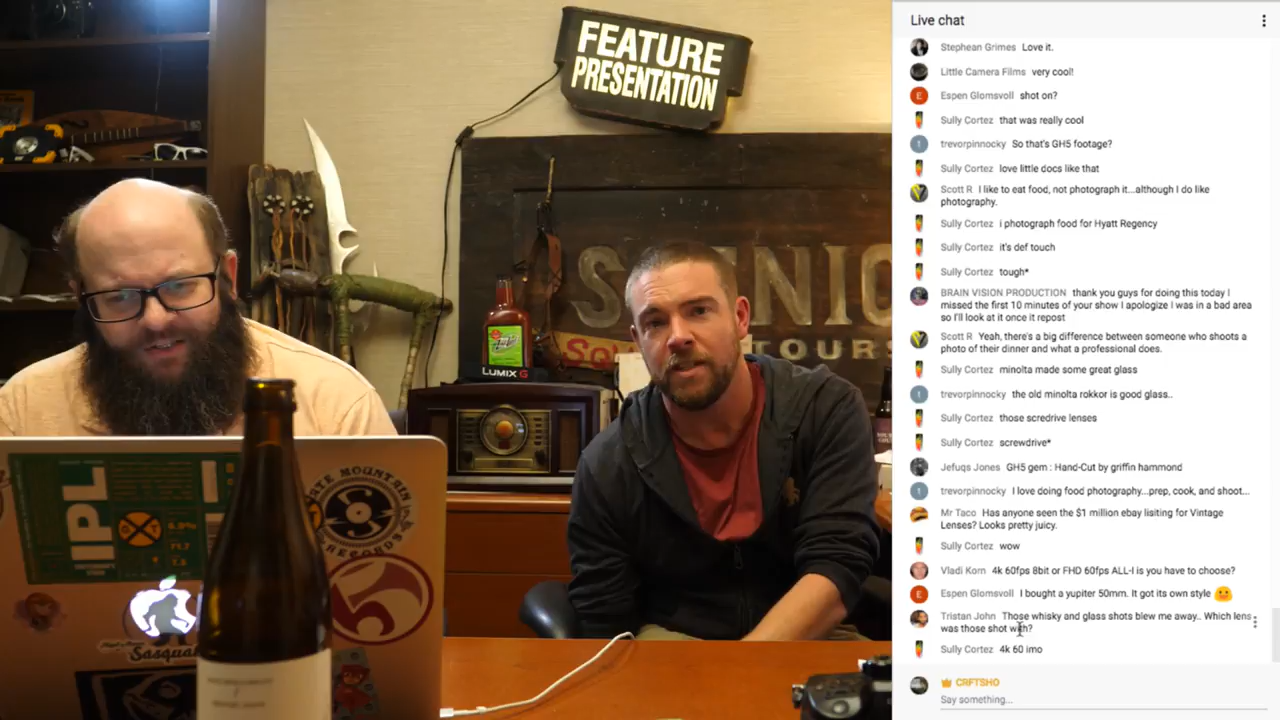 FEATURE
PRESENTATION
SCENIC
TOURS
LUMIX G
IPL
RECORDS
Sasquatch
Live chat
Stephean Grimes Love it.
Little Camera Films very cool!
Espen Glomsvoll shot on?
Sully Cortez that was really cool
trevorpinnocky So that's GH5 footage?
Sully Cortez love little docs like that
Scott R I like to eat food, not photograph it...although I do like
photography.
Sully Cortez i photograph food for Hyatt Regency
Sully Cortez it's def touch
Sully Cortez tough*
BRAIN VISION PRODUCTION thank you guys for doing this today I
missed the first 10 minutes of your show I apologize I was in a bad area
so I'll look at it once it repost
Scott R Yeah, there's a big difference between someone who shoots a
photo of their dinner and what a professional does.
Sully Cortez minolta made some great glass
trevorpinnocky the old minolta rokkor is good glass..
Sully Cortez those scredrive lenses
Sully Cortez screwdrive*
Jefuqs Jones GH5 gem : Hand-Cut by griffin hammond
trevorpinnocky I love doing food photography...prep, cook, and shoot...
Mr Taco Has anyone seen the $1 million ebay lisiting for Vintage
Lenses? Looks pretty juicy.
Sully Cortez wow
Vladi Korn 4k 60fps 8bit or FHD 60fps ALL-I is you have to choose?
Espen Glomsvoll I bought a yupiter 50mm. It got its own style
Tristan John Those whisky and glass shots blew me away.. Which lens
was those shot with?
Sully Cortez 4k 60 imo
CRFTSHO
Say something...